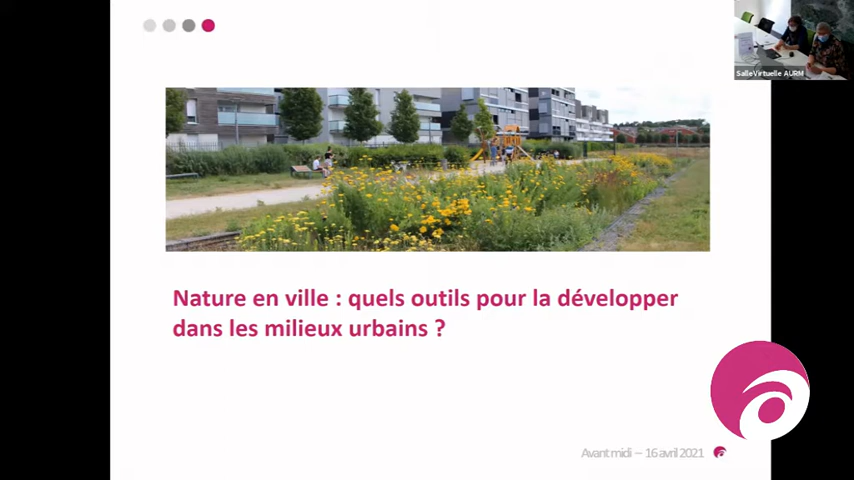 SalleVirtuelle AURM
Nature en ville : quels outils pour la développer
dans les milieux urbains ?
Avant midi – 16 avril 2021